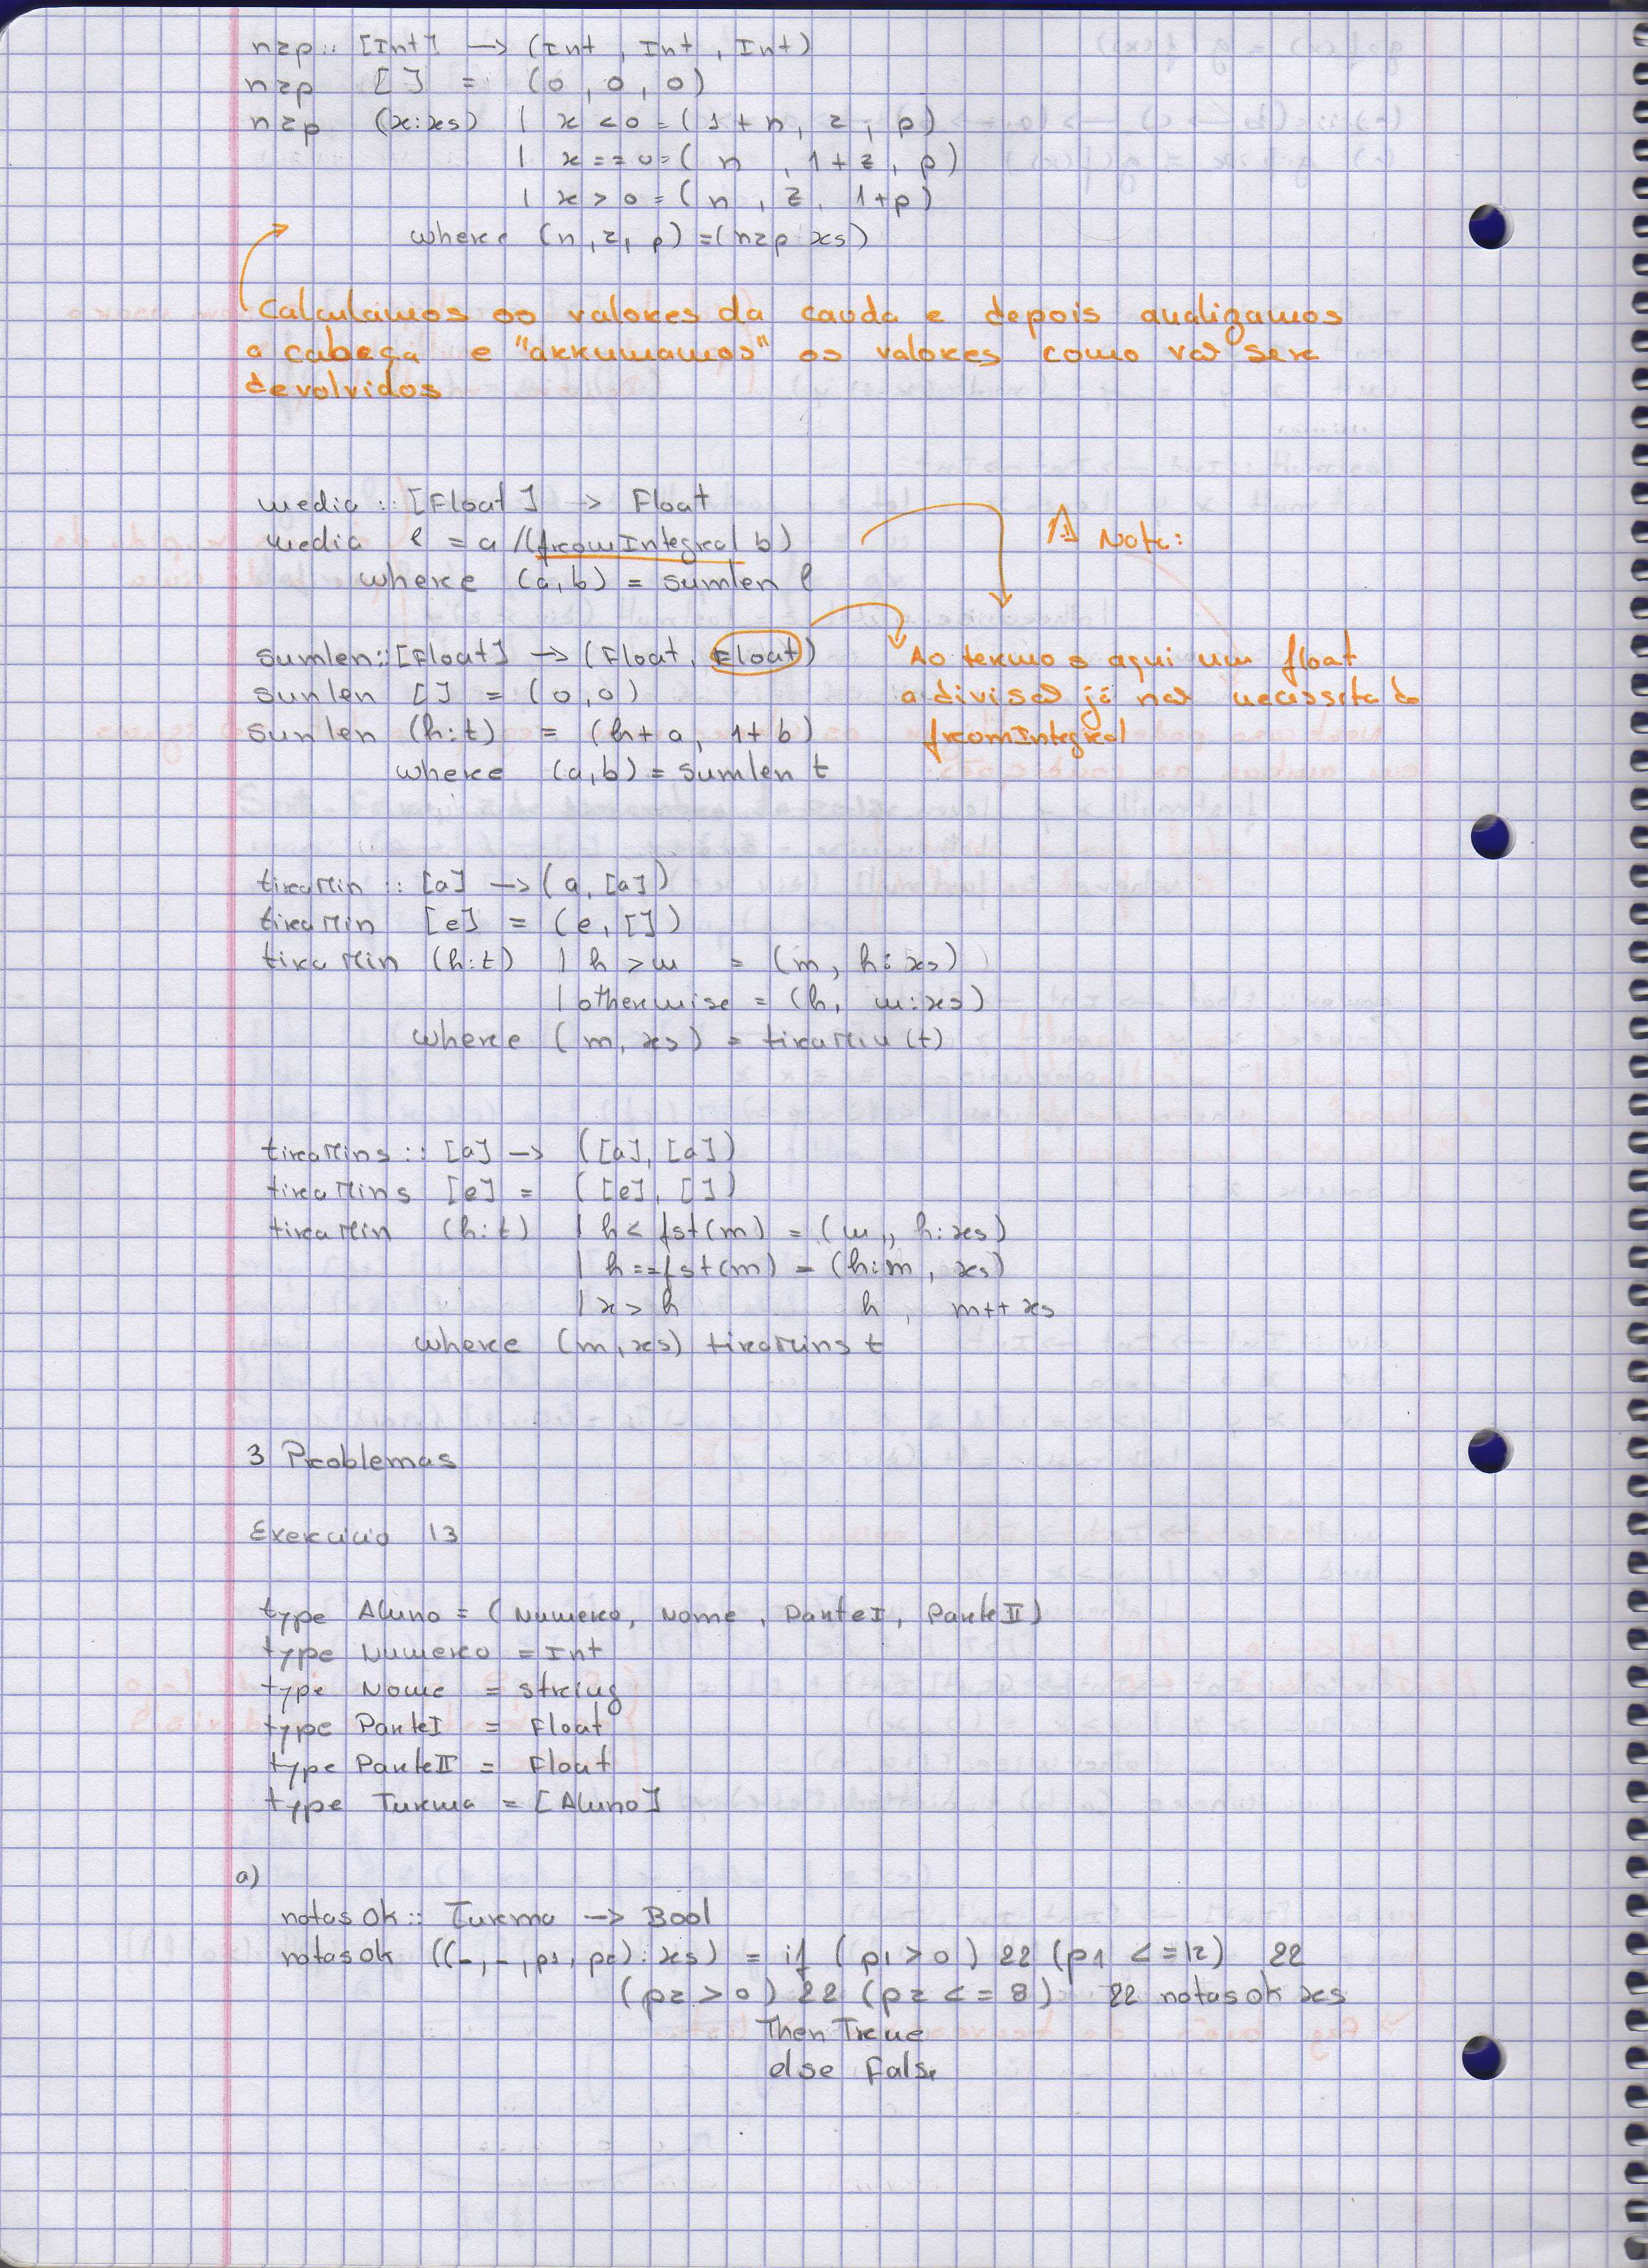 nzp :: [Int] -> (Int, Int, Int)
nzp [] = (0, 0, 0)
nzp (x:xs) | x < 0 = (1+n, z, p)
| x == 0 = (n, 1+z, p)
| x > 0 = (n, z, 1+p)
where (n, z, p) = (nzp xs)
Calculamos os valores da cauda e depois analizamos
a cabeça e "arrumamos" os valores como vão ser
devolvidos
media :: [Float] -> Float
media l = a /(fromIntegral b)
where (a,b) = sumlen l
Nota:
sumlen :: [Float] -> (Float, Float)
sumlen [] = (0,0)
sumlen (h:t) = (h+a, 1+b)
where (a,b) = sumlen t
Ao termos aqui um float
a divisão já não necessita do
fromIntegral
tiraMin :: [a] -> (a, [a])
tiraMin [e] = (e, [])
tiraMin (h:t) | h > m = (m, h:xs)
| otherwise = (h, m:xs)
where (m, xs) = tiraMin (t)
tiraMins :: [a] -> ([a], [a])
tiraMins [e] = ([e], [])
tiraMin (h:t) | h < fst(m) = (m,, h:xs)
| h == fst(m) = (h:m, xs)
| x > h h, m++xs
where (m,xs) tiraMins t
3 Problemas
Exercicio 13
type Aluno = (Numero, Nome, ParteI, ParteII)
type Numero = Int
type Nome = string
type ParteI = Float
type ParteII = Float
type Turma = [Aluno]
a)
notasOk :: Turma -> Bool
notasOk ((_,_,p1,p2):xs) = if (p1>0) && (p1 <=12) &&
(p2>0) && (p2 <= 8) && notasOk xs
Then True
else False